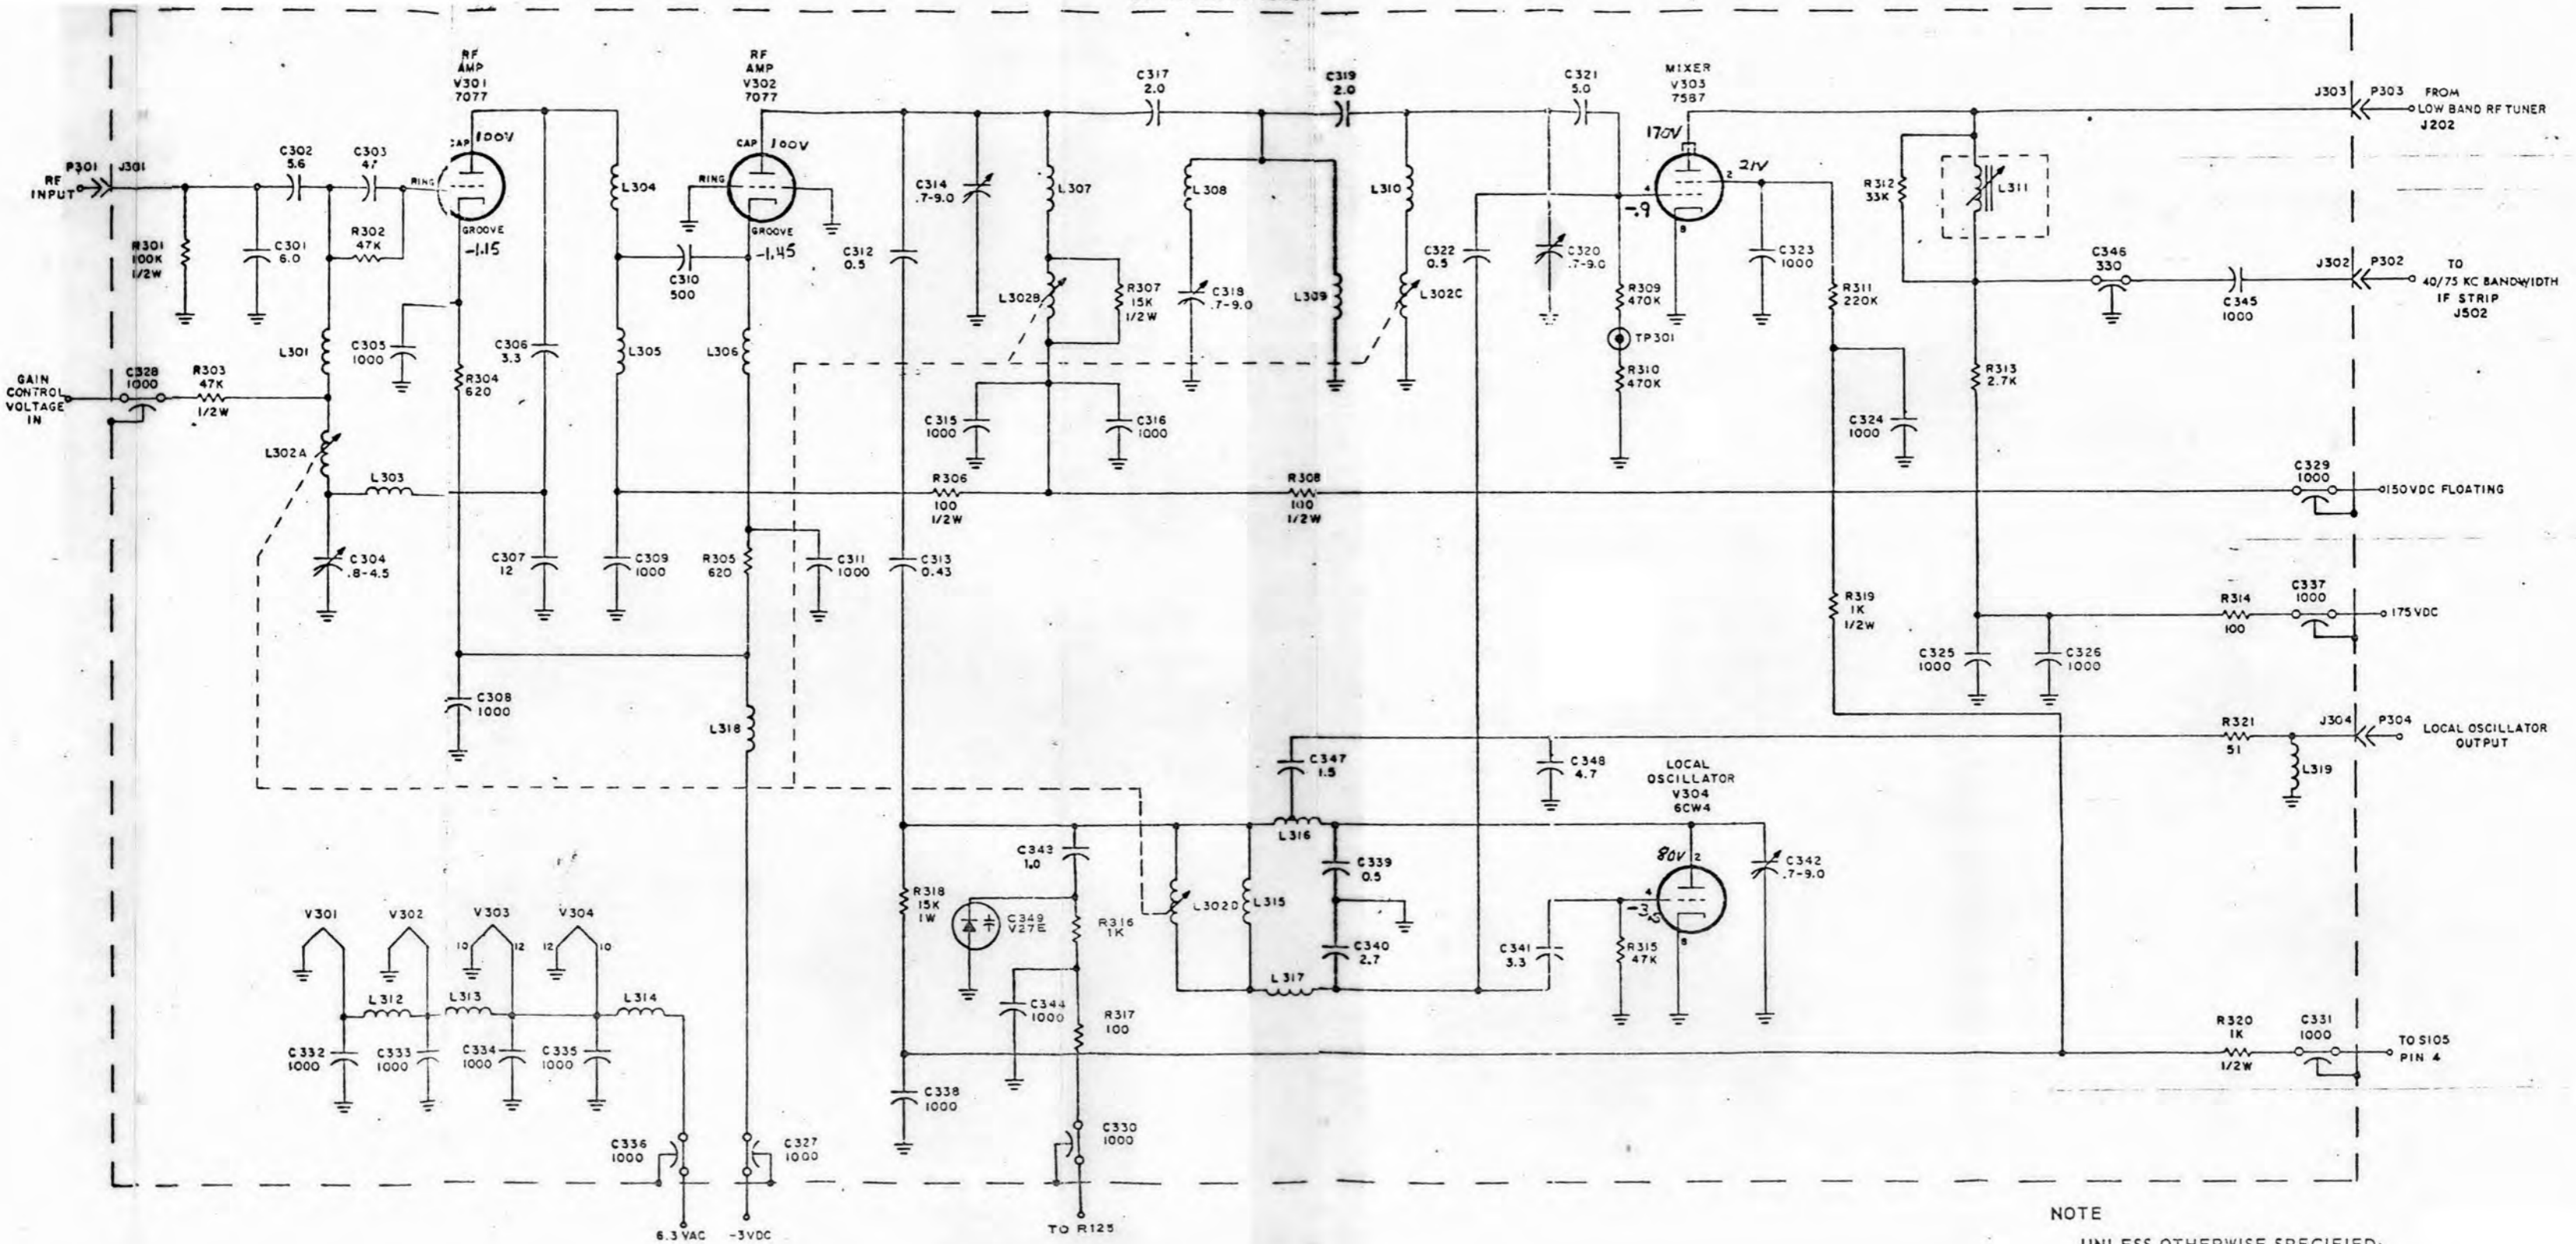 RF
AMP
V301
7077
RF
AMP
V302
7077
C317
2.0
C319
2.0
C321
5.0
MIXER
V303
7587
J303
P303
FROM
LOW BAND RF TUNER
J202
P301
J301
RF
INPUT
C302
5.6
C303
CAP
100V
RING
GROOVE
-1.15
R301
100K
1/2W
C301
6.0
R302
47K
L304
CAP
100V
RING
GROOVE
-1.45
C310
500
C314
.7-9.0
C312
0.5
L307
L308
L310
L302B
R307
15K
1/2W
C318
.7-9.0
L309
L302C
C322
0.5
C320
.7-9.0
170V
21V
4
2
8
-.9
C323
1000
R309
470K
TP301
R310
470K
R311
220K
R312
33K
L311
C346
330
C345
1000
J302
P302
TO
40/75 KC BANDWIDTH
IF STRIP
J502
R313
2.7K
C324
1000
GAIN
CONTROL
VOLTAGE
IN
C328
1000
R303
47K
1/2W
L301
C305
1000
R304
620
C306
3.3
L305
L306
L302A
L303
C304
.8-4.5
C307
12
C309
1000
R305
620
C311
1000
C313
0.43
C315
1000
C316
1000
R306
100
1/2W
R308
100
1/2W
C329
1000
150VDC FLOATING
R319
1K
1/2W
C325
1000
C326
1000
R314
100
C337
1000
175 VDC
C308
1000
L318
C347
1.5
C348
4.7
LOCAL
OSCILLATOR
V304
6CW4
R321
51
J304
P304
LOCAL OSCILLATOR
OUTPUT
L319
L316
C343
1.0
R318
15K
1W
C349
V27E
R316
1K
L302D
L315
C339
0.5
C340
2.7
L317
C341
3.3
R315
47K
80V
2
4
8
C342
.7-9.0
C344
1000
R317
100
V301
V302
V303
V304
10
12
12
10
L312
L313
L314
C332
1000
C333
1000
C334
1000
C335
1000
C338
1000
R320
1K
1/2W
C331
1000
TO S105
PIN 4
C336
1000
C327
1000
C330
1000
6.3 VAC
-3VDC
TO R125
NOTE
UNLESS OTHERWISE SPECIFIED: